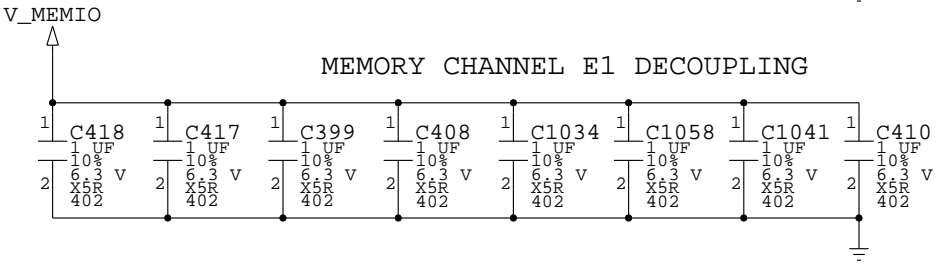 V_MEMIO
MEMORY CHANNEL E1 DECOUPLING
1
C418
1 UF
10%
6.3 V
X5R
402
2
1
C417
1 UF
10%
6.3 V
X5R
402
2
1
C399
1 UF
10%
6.3 V
X5R
402
2
1
C408
1 UF
10%
6.3 V
X5R
402
2
1
C1034
1 UF
10%
6.3 V
X5R
402
2
1
C1058
1 UF
10%
6.3 V
X5R
402
2
1
C1041
1 UF
10%
6.3 V
X5R
402
2
1
C410
1 UF
10%
6.3 V
X5R
402
2